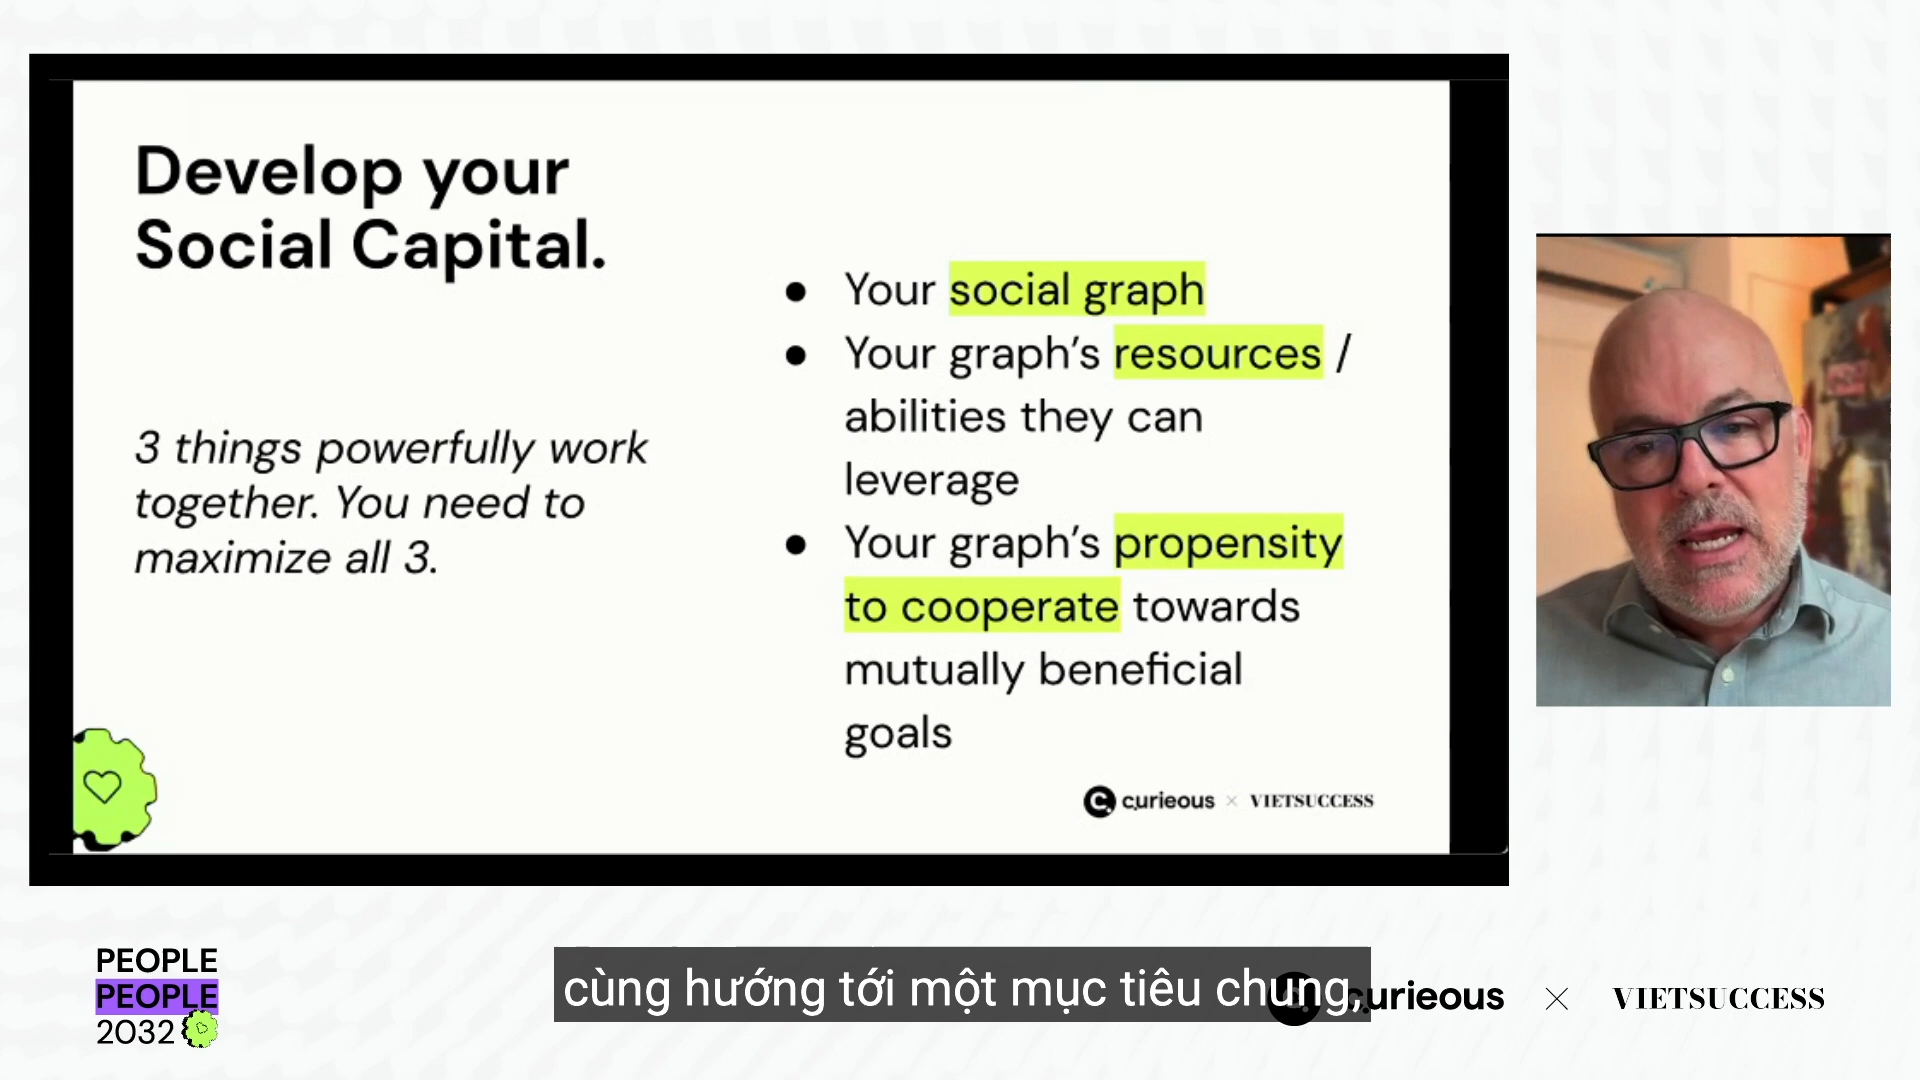 Develop your
Social Capital.
3 things powerfully work
together. You need to
maximize all 3.
● Your social graph
● Your graph’s resources /
abilities they can
leverage
● Your graph’s propensity
to cooperate towards
mutually beneficial
goals
curieous × VIETSUCCESS
PEOPLE
PEOPLE
2032
cùng hướng tới một mục tiêu chung,
curieous × VIETSUCCESS